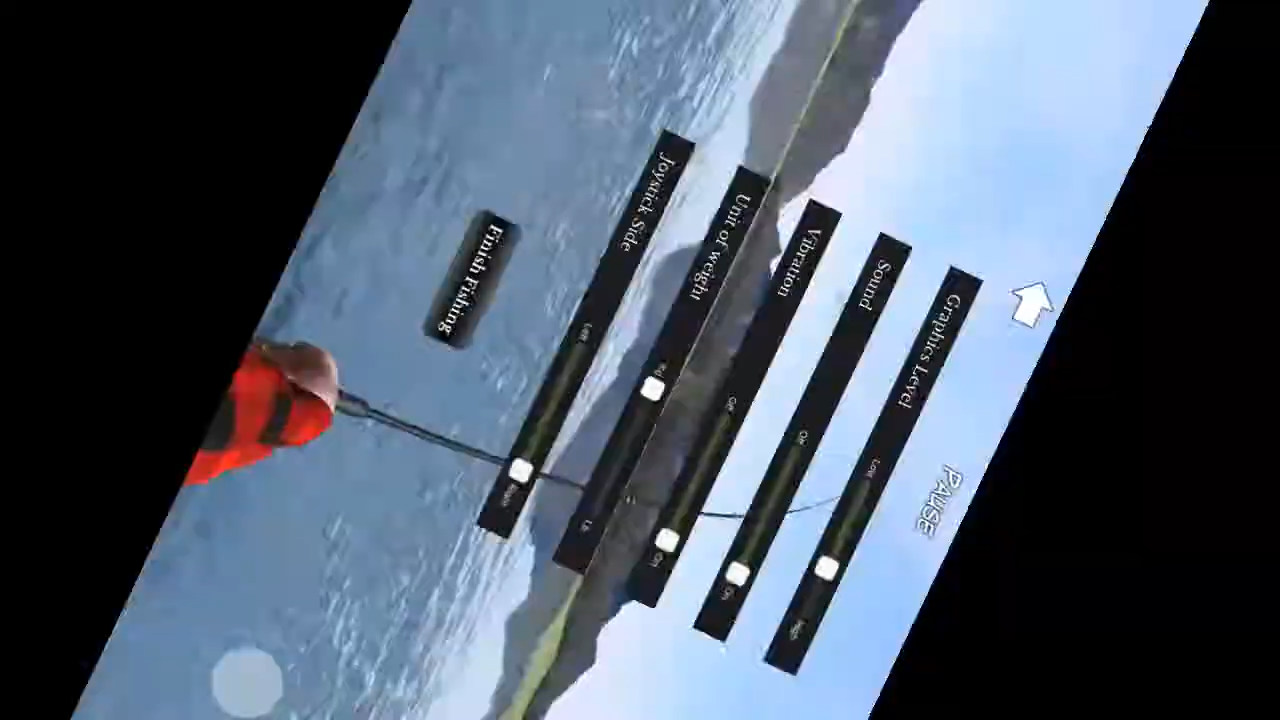 PAUSE
Graphics Level Low High
Sound Off On
Vibration Off On
Unit of weight Kg Lb
Joystick Side Left Right
Finish Fishing